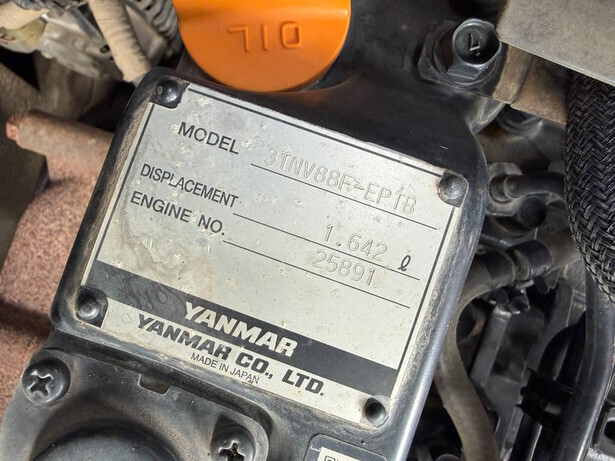 OIL
MODEL 3TNV88F-EPTB
DISPLACEMENT 1.642 ℓ
ENGINE NO. 25891
YANMAR
YANMAR CO., LTD.
MADE IN JAPAN